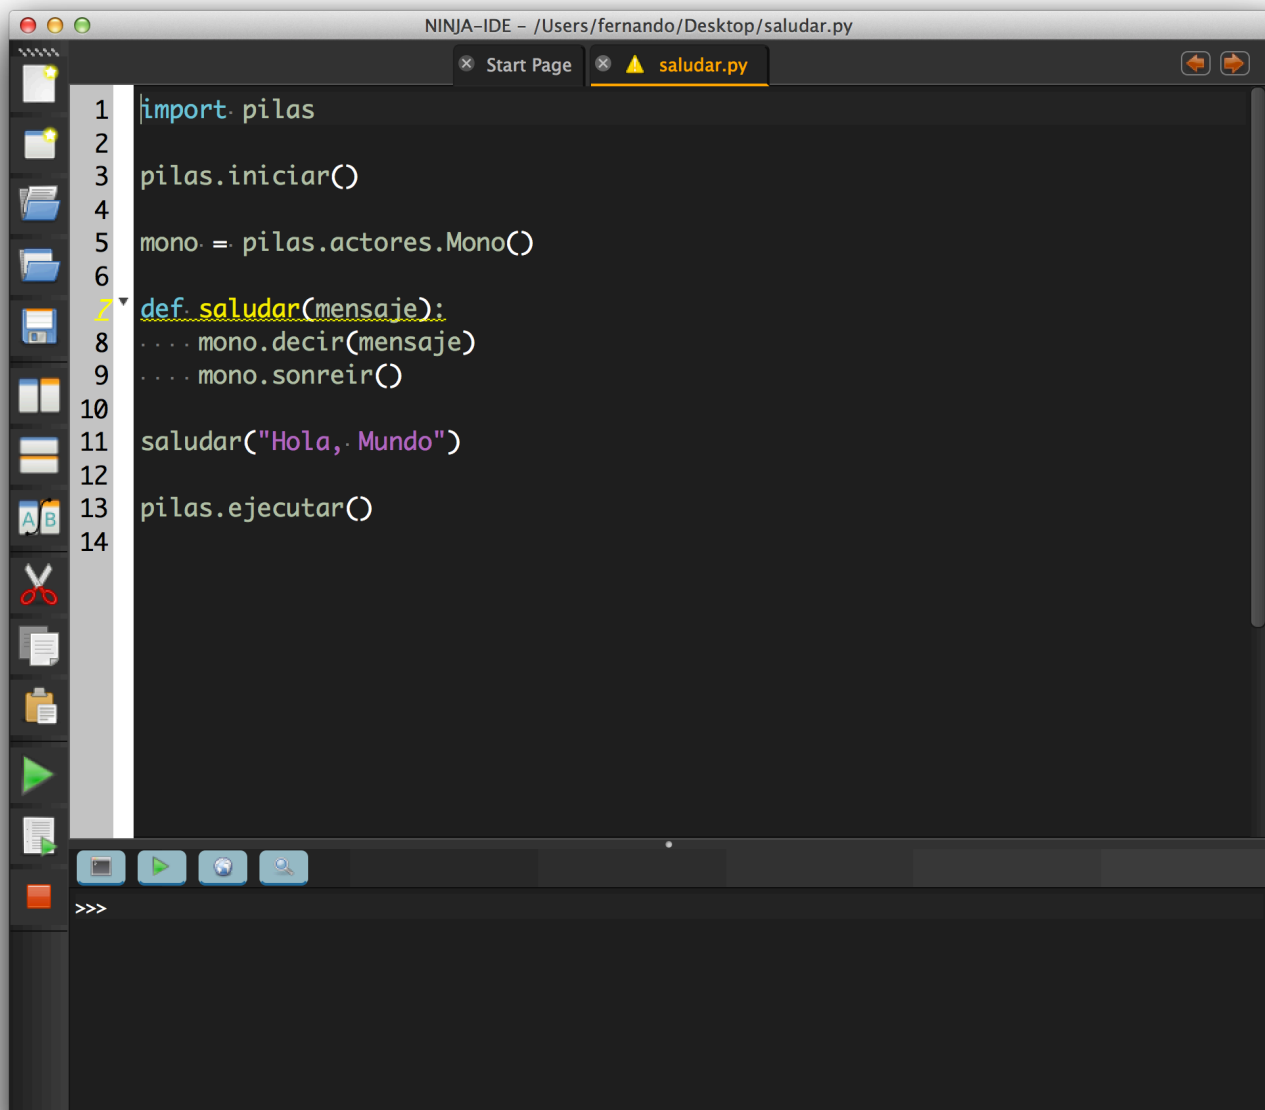 NINJA-IDE – /Users/fernando/Desktop/saludar.py
Start Page
saludar.py
1 import pilas
2
3 pilas.iniciar()
4
5 mono = pilas.actores.Mono()
6
7 def saludar(mensaje):
8 mono.decir(mensaje)
9 mono.sonreir()
10
11 saludar("Hola, Mundo")
12
13 pilas.ejecutar()
14
A B
>>>